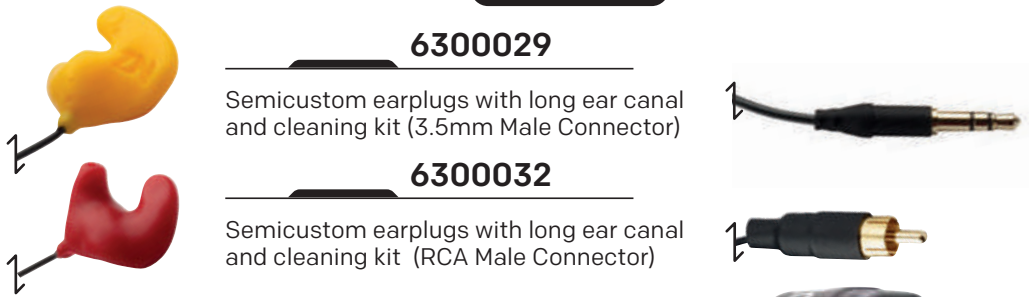 6300029
Semicustom earplugs with long ear canal
and cleaning kit (3.5mm Male Connector)
6300032
Semicustom earplugs with long ear canal
and cleaning kit (RCA Male Connector)